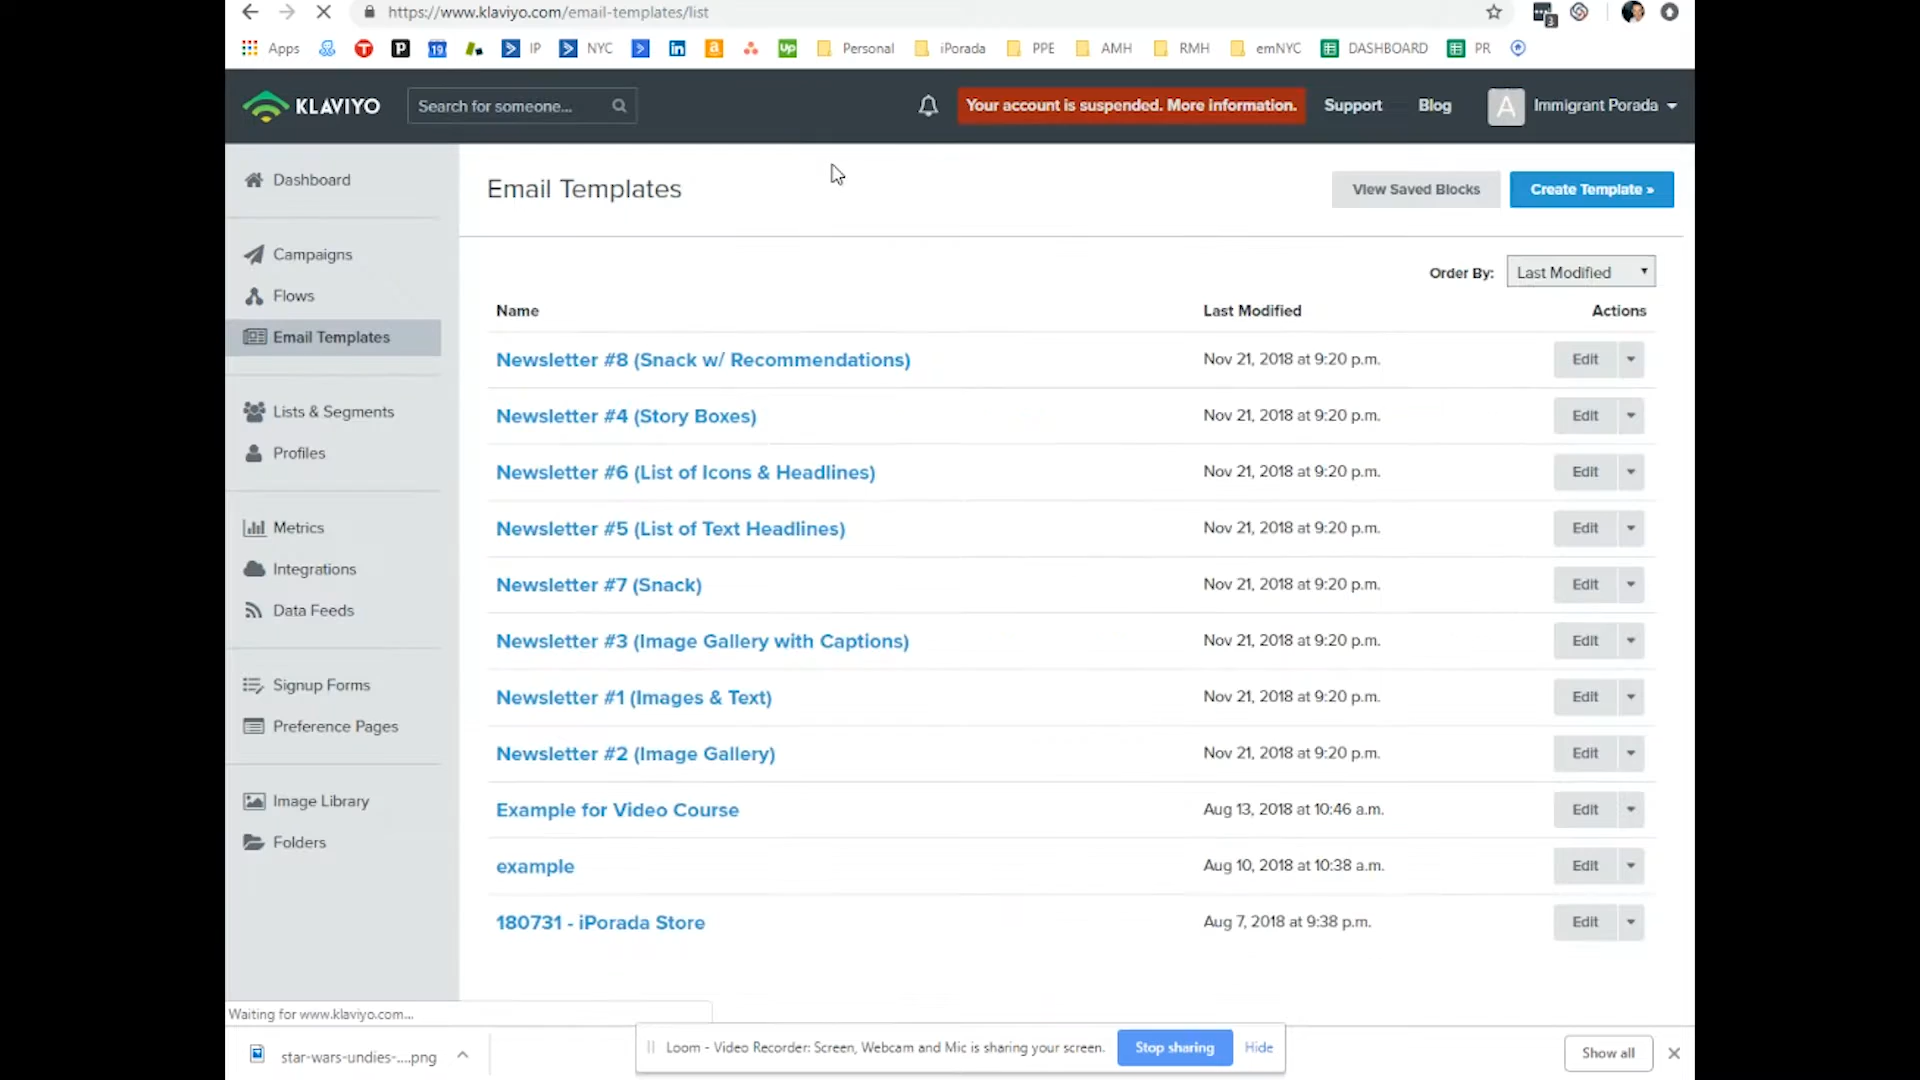 https://www.klaviyo.com/email-templates/list
3
Apps
19
IP
NYC
in
a
up
Personal
iPorada
PPE
AMH
RMH
emNYC
DASHBOARD
PR
KLAVIYO
Search for someone...
Your account is suspended. More information.
Support
Blog
A
Immigrant Porada
Dashboard
Campaigns
Flows
Email Templates
Lists & Segments
Profiles
Metrics
Integrations
Data Feeds
Signup Forms
Preference Pages
Image Library
Folders
Email Templates
View Saved Blocks
Create Template »
Order By: Last Modified
Name Last Modified Actions
Newsletter #8 (Snack w/ Recommendations) Nov 21, 2018 at 9:20 p.m. Edit
Newsletter #4 (Story Boxes) Nov 21, 2018 at 9:20 p.m. Edit
Newsletter #6 (List of Icons & Headlines) Nov 21, 2018 at 9:20 p.m. Edit
Newsletter #5 (List of Text Headlines) Nov 21, 2018 at 9:20 p.m. Edit
Newsletter #7 (Snack) Nov 21, 2018 at 9:20 p.m. Edit
Newsletter #3 (Image Gallery with Captions) Nov 21, 2018 at 9:20 p.m. Edit
Newsletter #1 (Images & Text) Nov 21, 2018 at 9:20 p.m. Edit
Newsletter #2 (Image Gallery) Nov 21, 2018 at 9:20 p.m. Edit
Example for Video Course Aug 13, 2018 at 10:46 a.m. Edit
example Aug 10, 2018 at 10:38 a.m. Edit
180731 - iPorada Store Aug 7, 2018 at 9:38 p.m. Edit
Waiting for www.klaviyo.com...
star-wars-undies-....png
Loom - Video Recorder: Screen, Webcam and Mic is sharing your screen.
Stop sharing
Hide
Show all